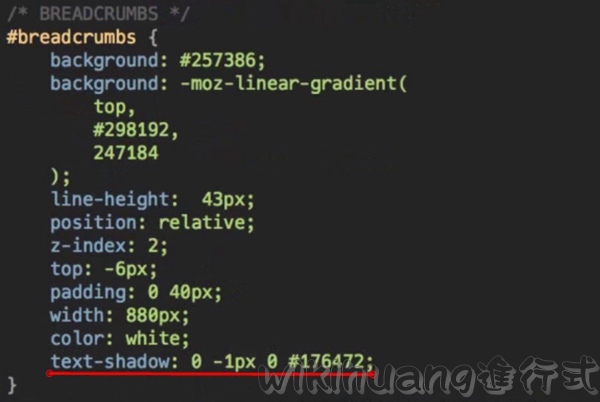 /* BREADCRUMBS */
#breadcrumbs {
    background: #257386;
    background: -moz-linear-gradient(
        top,
        #298192,
        247184
    );
    line-height:  43px;
    position: relative;
    z-index: 2;
    top: -6px;
    padding: 0 40px;
    width: 880px;
    color: white;
    text-shadow: 0 -1px 0 #176472;
}
wikihuang進行式